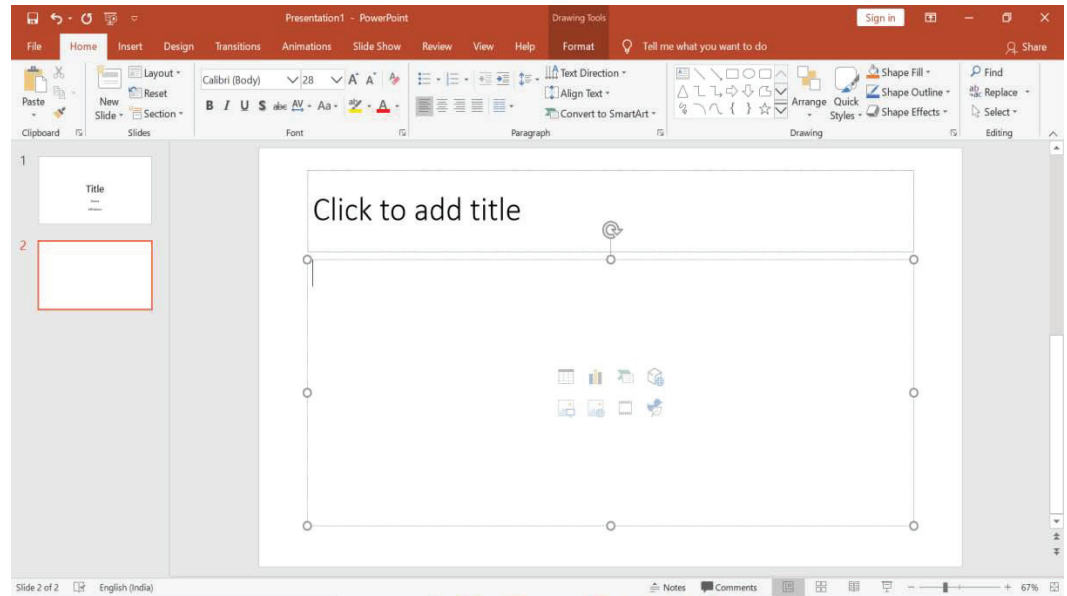 Presentation1 - PowerPoint
Drawing Tools
Sign in
File Home Insert Design Transitions Animations Slide Show Review View Help Format Tell me what you want to do Share
Paste
Clipboard
New Slide
Layout
Reset
Section
Slides
Calibri (Body) 28 A A
B I U S abc AV Aa ab A
Font
Text Direction
Align Text
Convert to SmartArt
Paragraph
Arrange
Quick Styles
Shape Fill
Shape Outline
Shape Effects
Drawing
Find
Replace
Select
Editing
1
Title
2
Click to add title
Slide 2 of 2 English (India) Notes Comments 67%